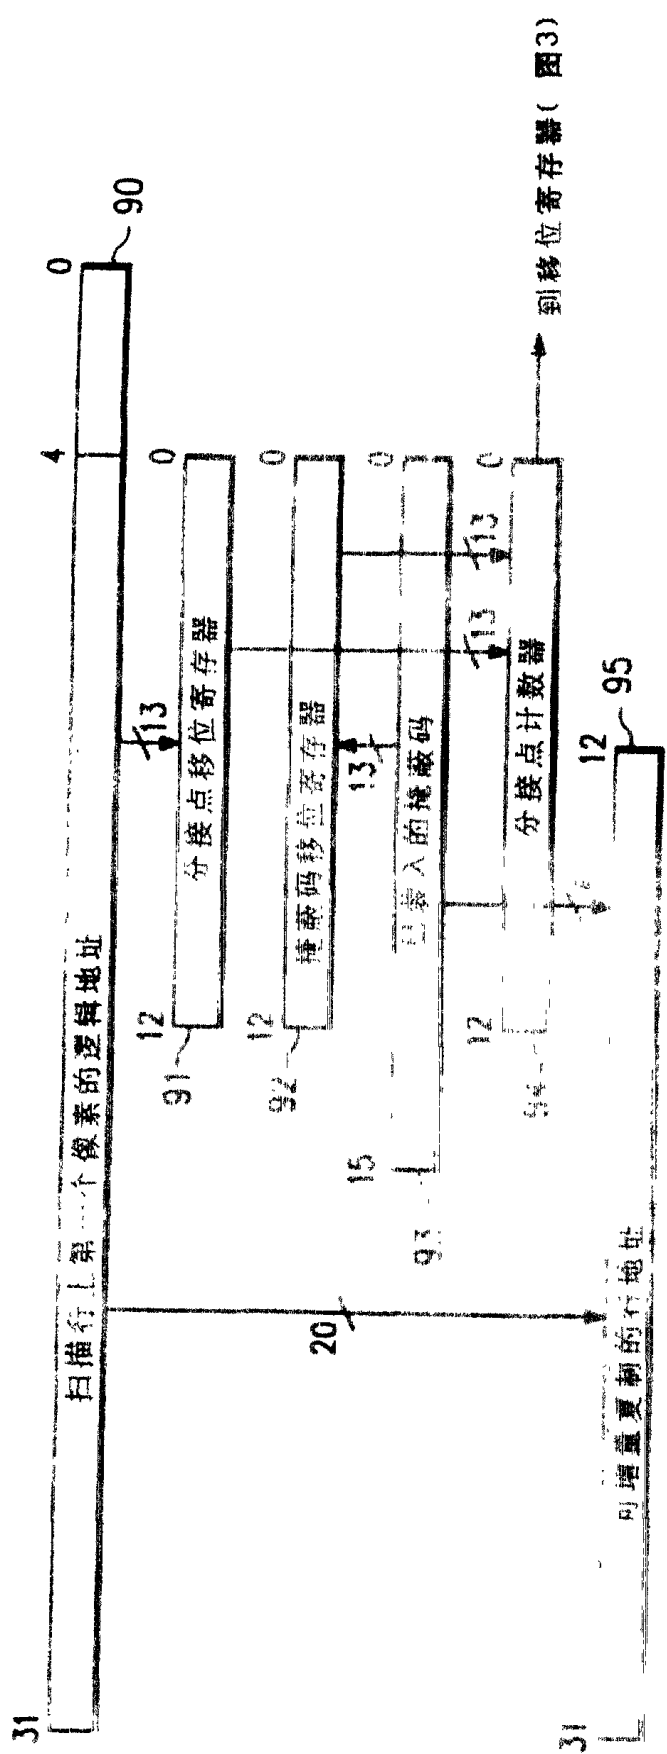 31 4 0
扫描行上第一个像素的逻辑地址
90
13
12 0
分接点移位寄存器
91
12 0
掩蔽码移位寄存器
92
13
15 0
已装入的掩蔽码
93
20
13 13
12 0
分接点计数器
94
到移位寄存器( 图3)
31 12
可增量复制的行地址
95